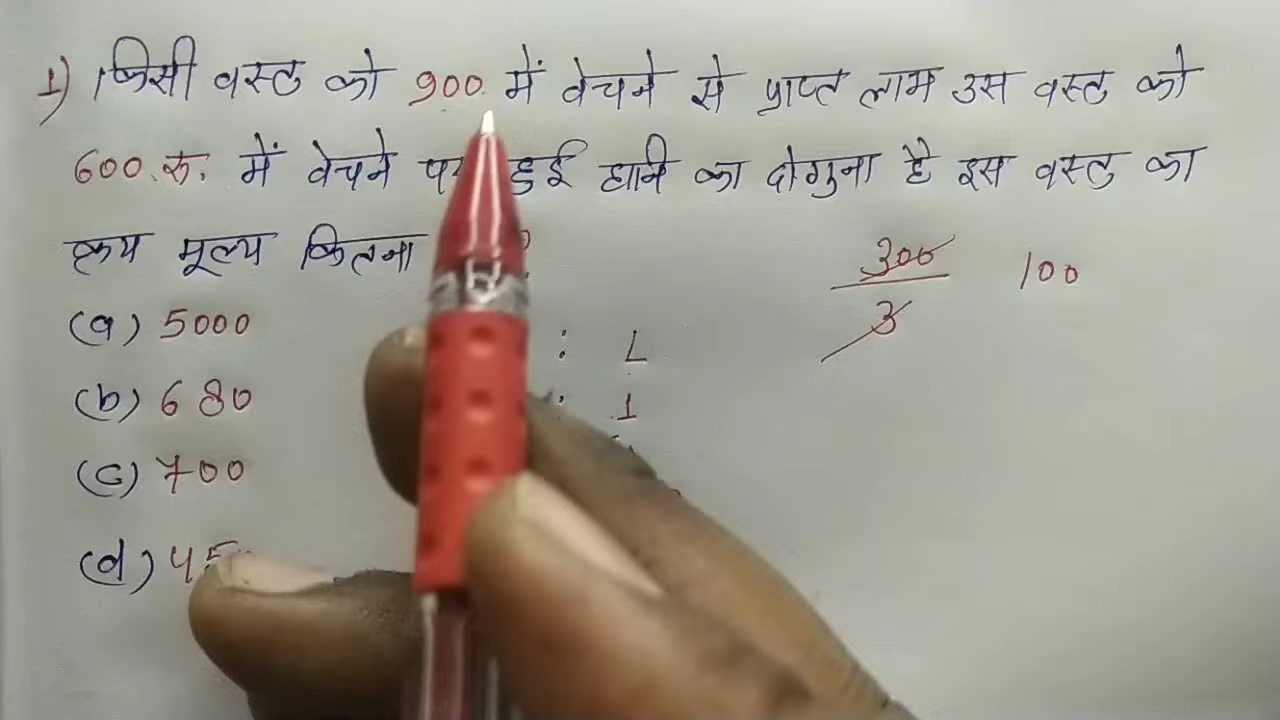 1) किसी वस्तु को 900 में बेचने से प्राप्त लाभ उस वस्तु को
600 रु. में बेचने हुई हानि का दोगुना है इस वस्तु का
क्रय मूल्य कितना ?
(a) 5000
(b) 680
(c) 700
(d) 45
: L
: 1
300
3
100